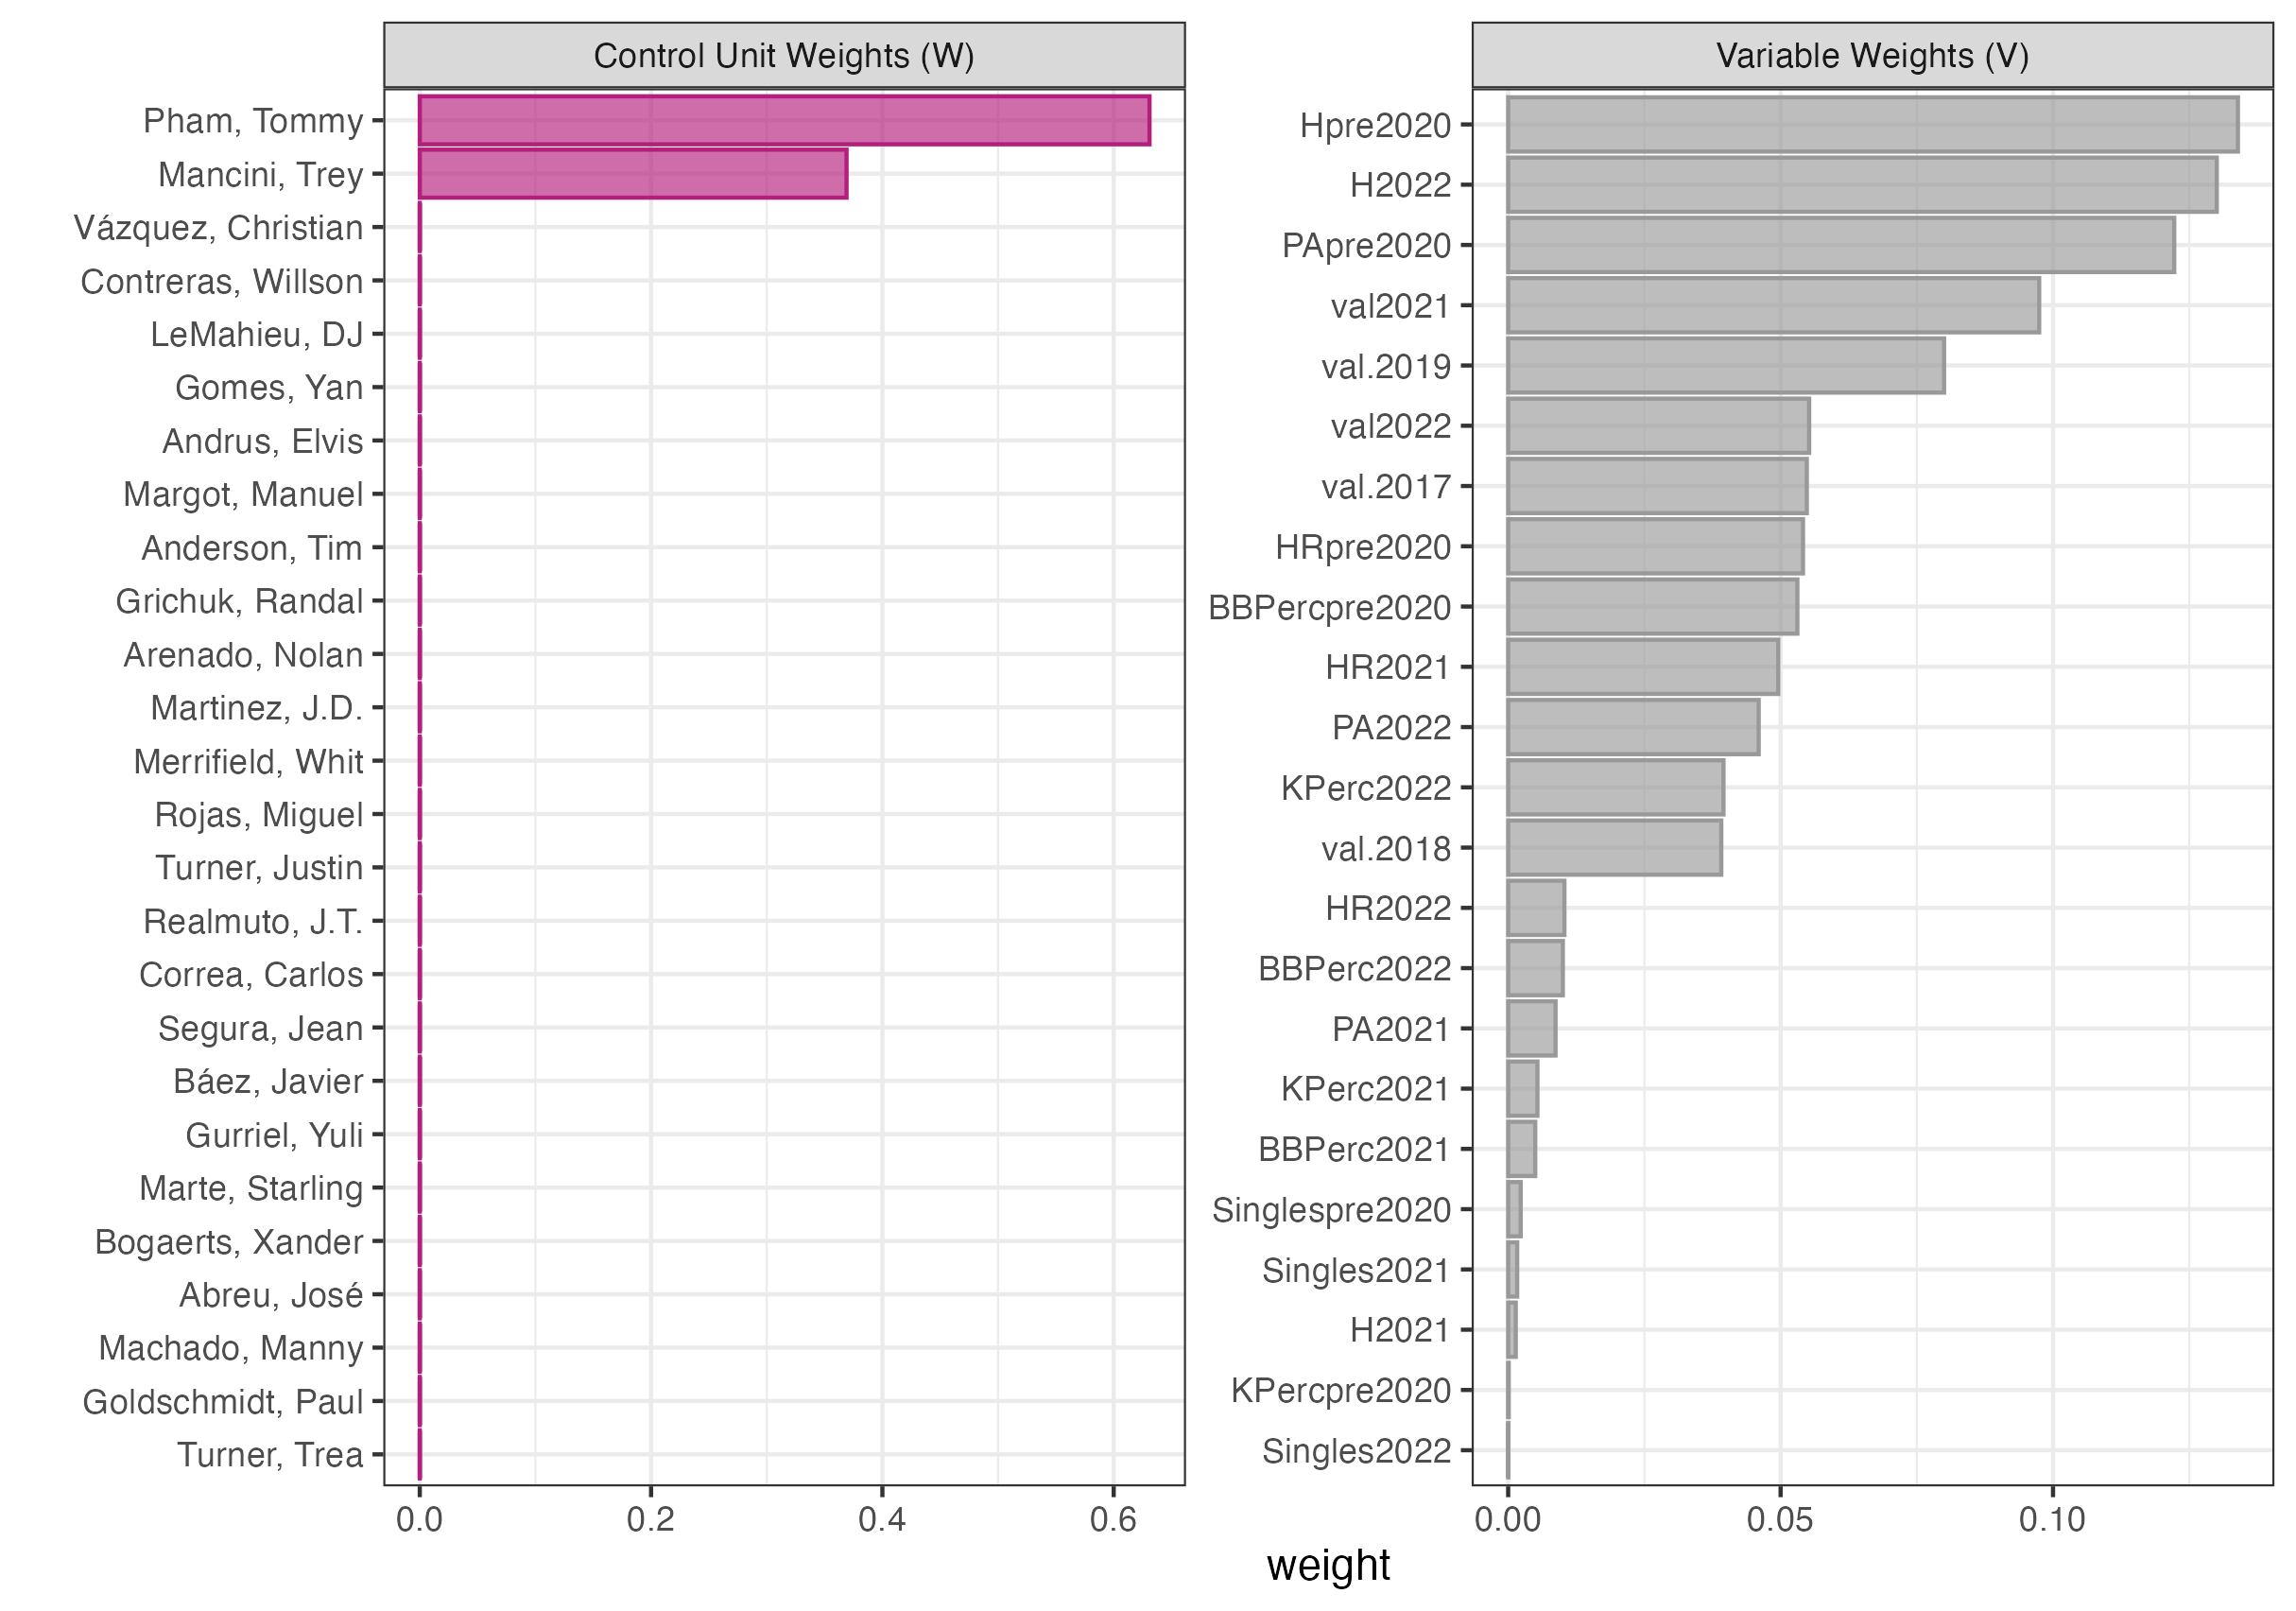 Control Unit Weights (W)
Pham, Tommy
Mancini, Trey
Vázquez, Christian
Contreras, Willson
LeMahieu, DJ
Gomes, Yan
Andrus, Elvis
Margot, Manuel
Anderson, Tim
Grichuk, Randal
Arenado, Nolan
Martinez, J.D.
Merrifield, Whit
Rojas, Miguel
Turner, Justin
Realmuto, J.T.
Correa, Carlos
Segura, Jean
Báez, Javier
Gurriel, Yuli
Marte, Starling
Bogaerts, Xander
Abreu, José
Machado, Manny
Goldschmidt, Paul
Turner, Trea
0.0 0.2 0.4 0.6
Variable Weights (V)
Hpre2020
H2022
PApre2020
val2021
val.2019
val2022
val.2017
HRpre2020
BBPercpre2020
HR2021
PA2022
KPerc2022
val.2018
HR2022
BBPerc2022
PA2021
KPerc2021
BBPerc2021
Singlespre2020
Singles2021
H2021
KPercpre2020
Singles2022
0.00 0.05 0.10
weight